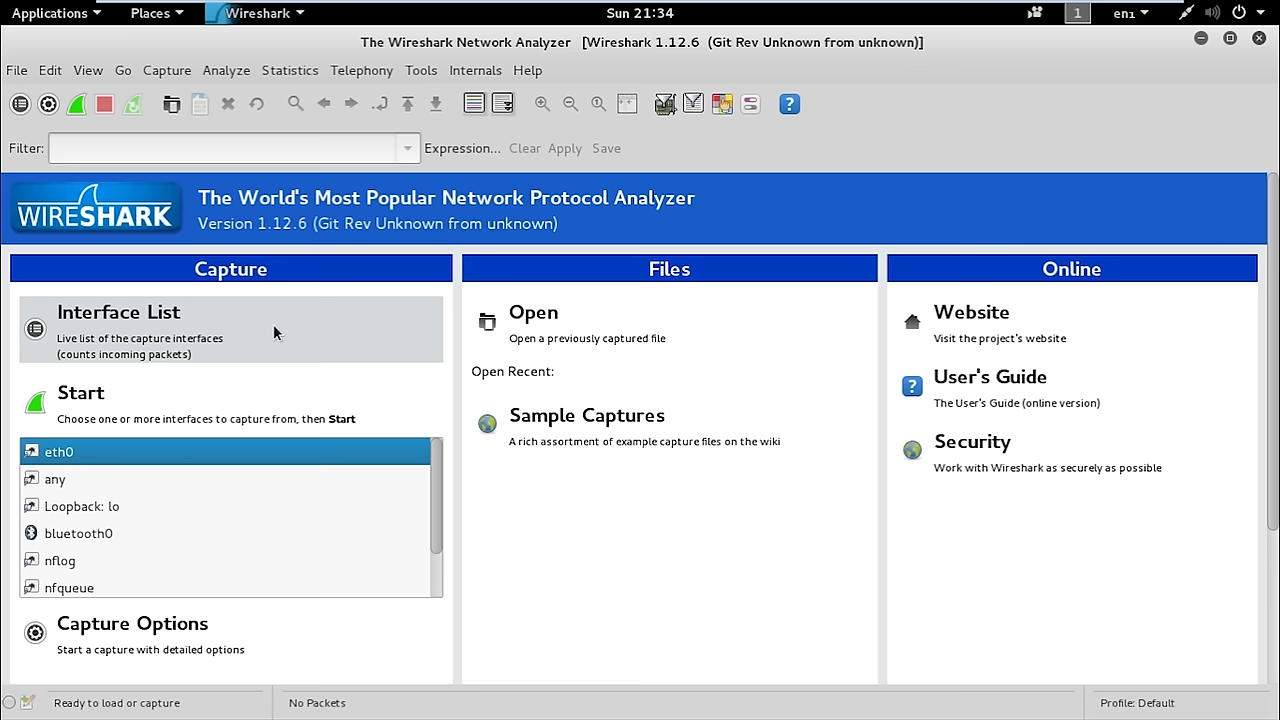 Applications Places Wireshark Sun 21:34 1 en1
The Wireshark Network Analyzer [Wireshark 1.12.6 (Git Rev Unknown from unknown)]
File Edit View Go Capture Analyze Statistics Telephony Tools Internals Help
Filter: Expression... Clear Apply Save
WIRESHARK
The World's Most Popular Network Protocol Analyzer
Version 1.12.6 (Git Rev Unknown from unknown)
Capture
Interface List
Live list of the capture interfaces
(counts incoming packets)
Start
Choose one or more interfaces to capture from, then Start
eth0
any
Loopback: lo
bluetooth0
nflog
nfqueue
Capture Options
Start a capture with detailed options
Files
Open
Open a previously captured file
Open Recent:
Sample Captures
A rich assortment of example capture files on the wiki
Online
Website
Visit the project's website
User's Guide
The User's Guide (online version)
Security
Work with Wireshark as securely as possible
Ready to load or capture No Packets Profile: Default